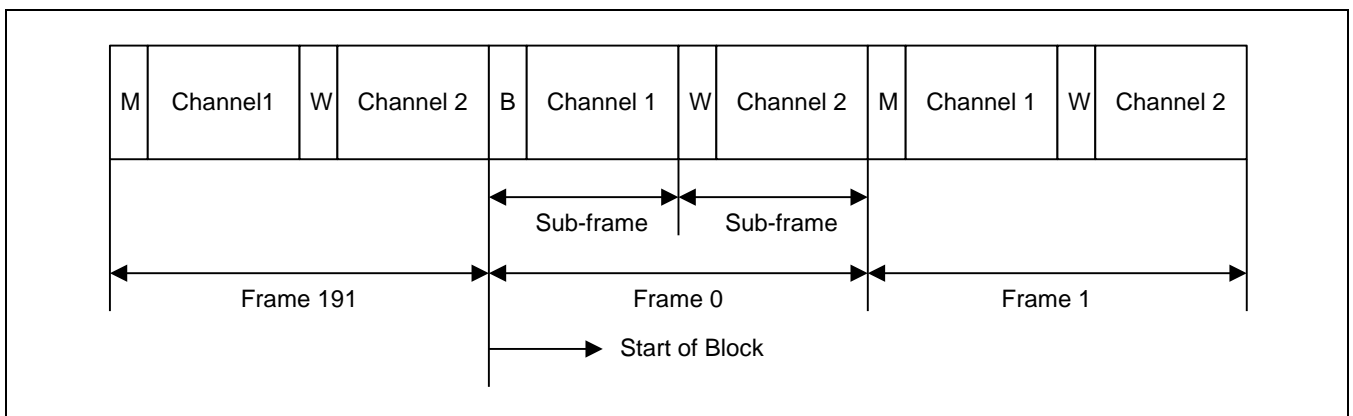 M Channel1 W Channel 2 B Channel 1 W Channel 2 M Channel 1 W Channel 2
Sub-frame Sub-frame
Frame 191 Frame 0 Frame 1
Start of Block